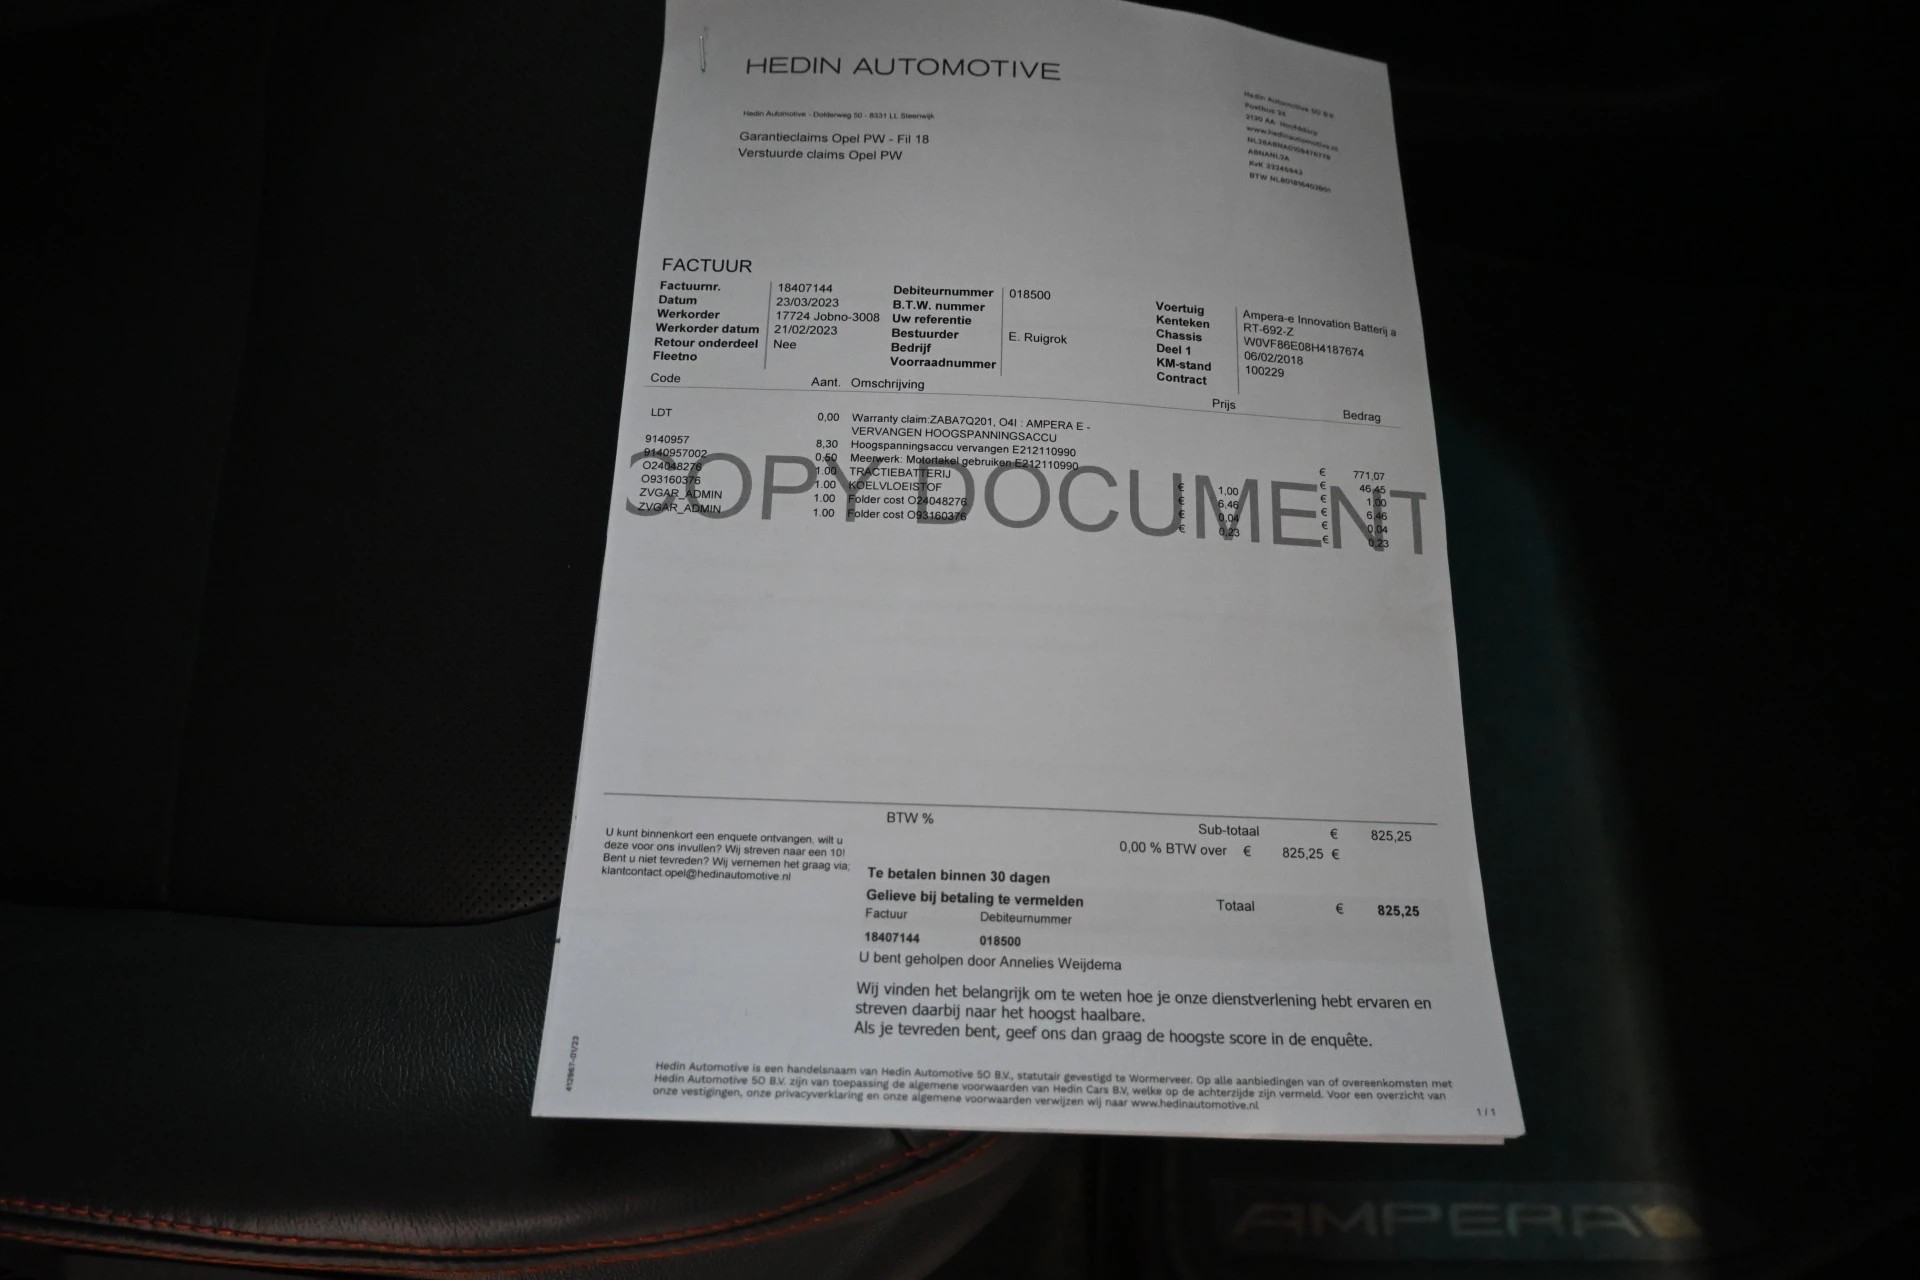 HEDIN AUTOMOTIVE
Hedin Automotive - Dolderweg 50 - 8331 LL Steenwijk
Garantieclaims Opel PW - Fil 18
Verstuurde claims Opel PW
Hedin Automotive 50 B.V.
Posthus 34
2130 AA Hoofddorp
www.hedinautomotive.nl
ABNANL2A
FACTUUR
Factuurnr. 18407144 Debiteurnummer 018500 Voertuig Ampera-e Innovation Batterij a
Datum 23/03/2023 B.T.W. nummer Kenteken RT-692-Z
Werkorder 17724 Jobno-3008 Uw referentie Chassis W0VF86E08H4187674
Werkorder datum 21/02/2023 Bestuurder E. Ruigrok Deel 1 06/02/2018
Retour onderdeel Nee Bedrijf KM-stand 100229
Fleetno Voorraadnummer Contract
Code Aant. Omschrijving Prijs Bedrag
LDT 0,00 Warranty claim:ZABA7Q201, O4I : AMPERA E -
VERVANGEN HOOGSPANNINGSACCU
9140957 8,30 Hoogspanningsaccu vervangen E212110990 € 771,07
9140957002 0,50 Meerwerk: Motortakel gebruiken E212110990 € 46,45
O24048276 1.00 TRACTIEBATTERIJ € 1,00 € 1,00
O93160376 1.00 KOELVLOEISTOF € 6,46 € 6,46
ZVGAR_ADMIN 1.00 Folder cost O24048276 € 0,04 € 0,04
ZVGAR_ADMIN 1.00 Folder cost O93160376 € 0,23 € 0,23
COPY DOCUMENT
BTW % Sub-totaal € 825,25
0,00 % BTW over € 825,25 €
U kunt binnenkort een enquete ontvangen, wilt u
deze voor ons invullen? Wij streven naar een 10!
Bent u niet tevreden? Wij vernemen het graag via;
klantcontact.opel@hedinautomotive.nl
Te betalen binnen 30 dagen
Gelieve bij betaling te vermelden
Factuur Debiteurnummer
Totaal € 825,25
18407144 018500
U bent geholpen door Annelies Weijdema
Wij vinden het belangrijk om te weten hoe je onze dienstverlening hebt ervaren en
streven daarbij naar het hoogst haalbare.
Als je tevreden bent, geef ons dan graag de hoogste score in de enquête.
412967-01/23
Hedin Automotive is een handelsnaam van Hedin Automotive 50 B.V., statutair gevestigd te Wormerveer. Op alle aanbiedingen van of overeenkomsten met
Hedin Automotive 50 B.V. zijn van toepassing de algemene voorwaarden van Hedin Cars B.V, welke op de achterzijde zijn vermeld. Voor een overzicht van
onze vestigingen, onze privacyverklaring en onze algemene voorwaarden verwijzen wij naar www.hedinautomotive.nl
1 / 1
AMPERA